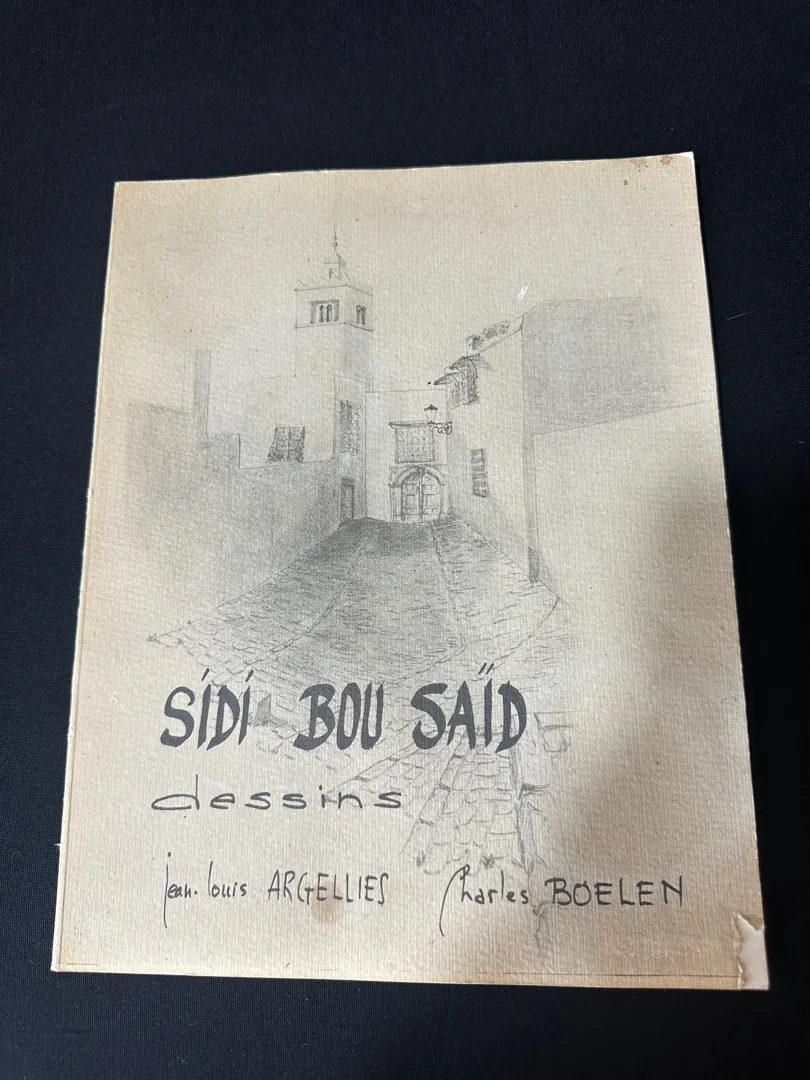 SIDI BOU SAÏD
dessins
jean-louis ARGELLIES Charles BOELEN